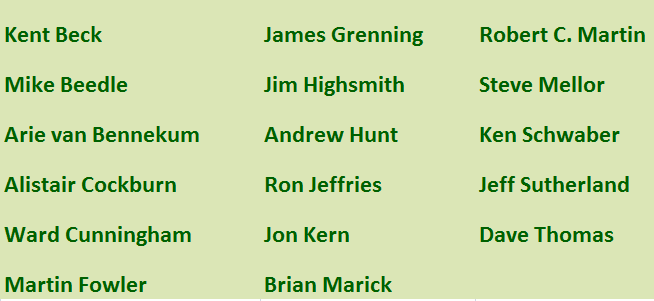 Kent Beck
Mike Beedle
Arie van Bennekum
Alistair Cockburn
Ward Cunningham
Martin Fowler
James Grenning
Jim Highsmith
Andrew Hunt
Ron Jeffries
Jon Kern
Brian Marick
Robert C. Martin
Steve Mellor
Ken Schwaber
Jeff Sutherland
Dave Thomas